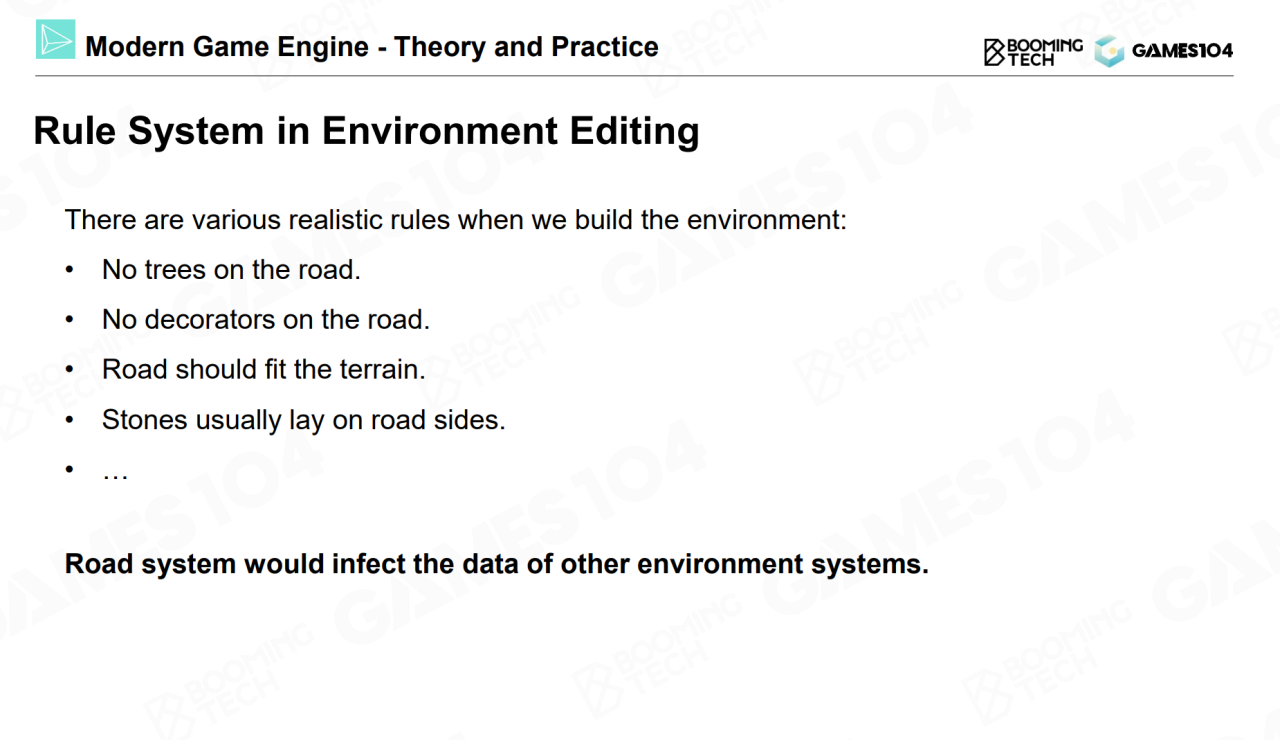 Modern Game Engine - Theory and Practice
BOOMING
TECH
GAMES104
Rule System in Environment Editing
There are various realistic rules when we build the environment:
• No trees on the road.
• No decorators on the road.
• Road should fit the terrain.
• Stones usually lay on road sides.
• …
Road system would infect the data of other environment systems.